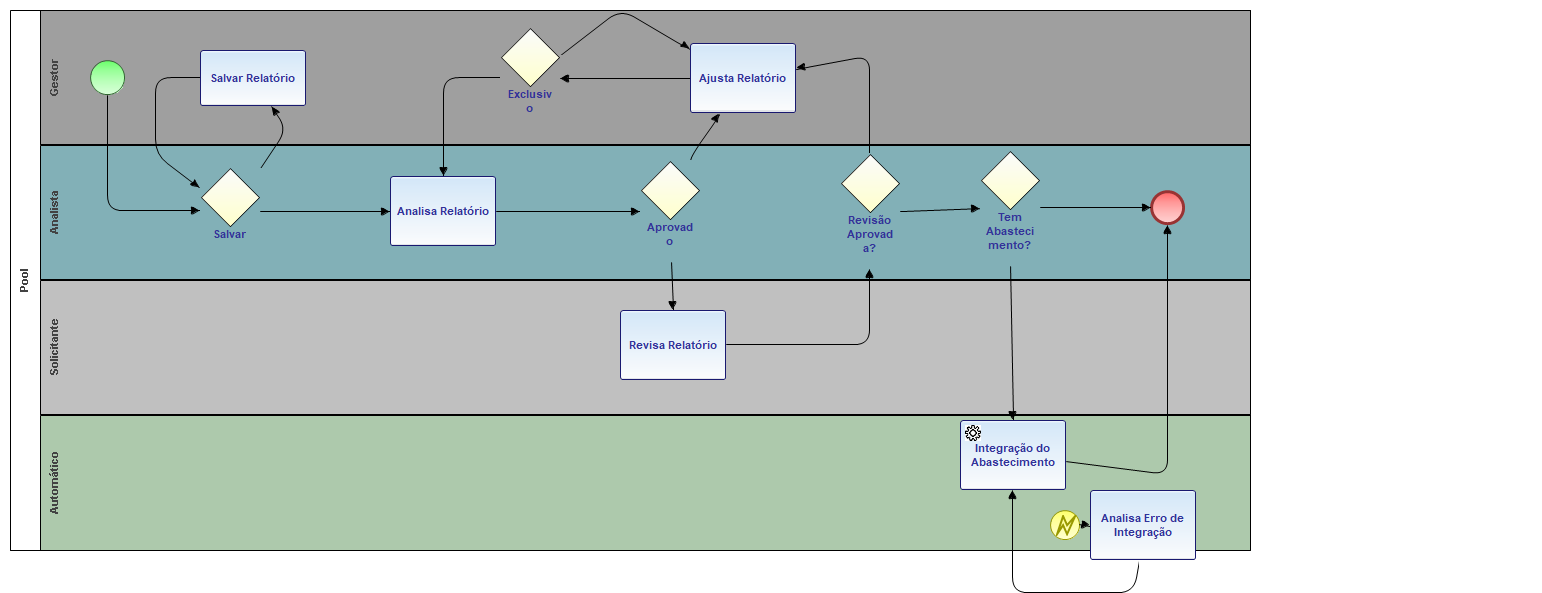 Pool
Gestor
Salvar Relatório
Exclusiv
o
Ajusta Relatório
Analista
Salvar
Analisa Relatório
Aprovad
o
Revisão
Aprovad
a?
Tem
Abasteci
mento?
Solicitante
Revisa Relatório
Automático
Integração do
Abastecimento
Analisa Erro de
Integração